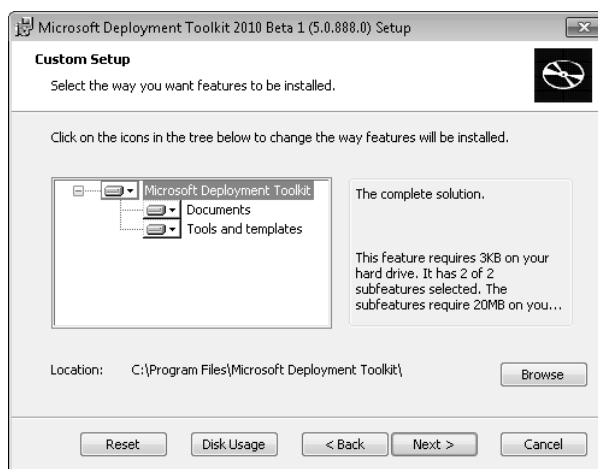 Microsoft Deployment Toolkit 2010 Beta 1 (5.0.888.0) Setup
Custom Setup
Select the way you want features to be installed.
Click on the icons in the tree below to change the way features will be installed.
Microsoft Deployment Toolkit
Documents
Tools and templates
The complete solution.
This feature requires 3KB on your
hard drive. It has 2 of 2
subfeatures selected. The
subfeatures require 20MB on you...
Location: C:\Program Files\Microsoft Deployment Toolkit\
Browse
Reset Disk Usage < Back Next > Cancel